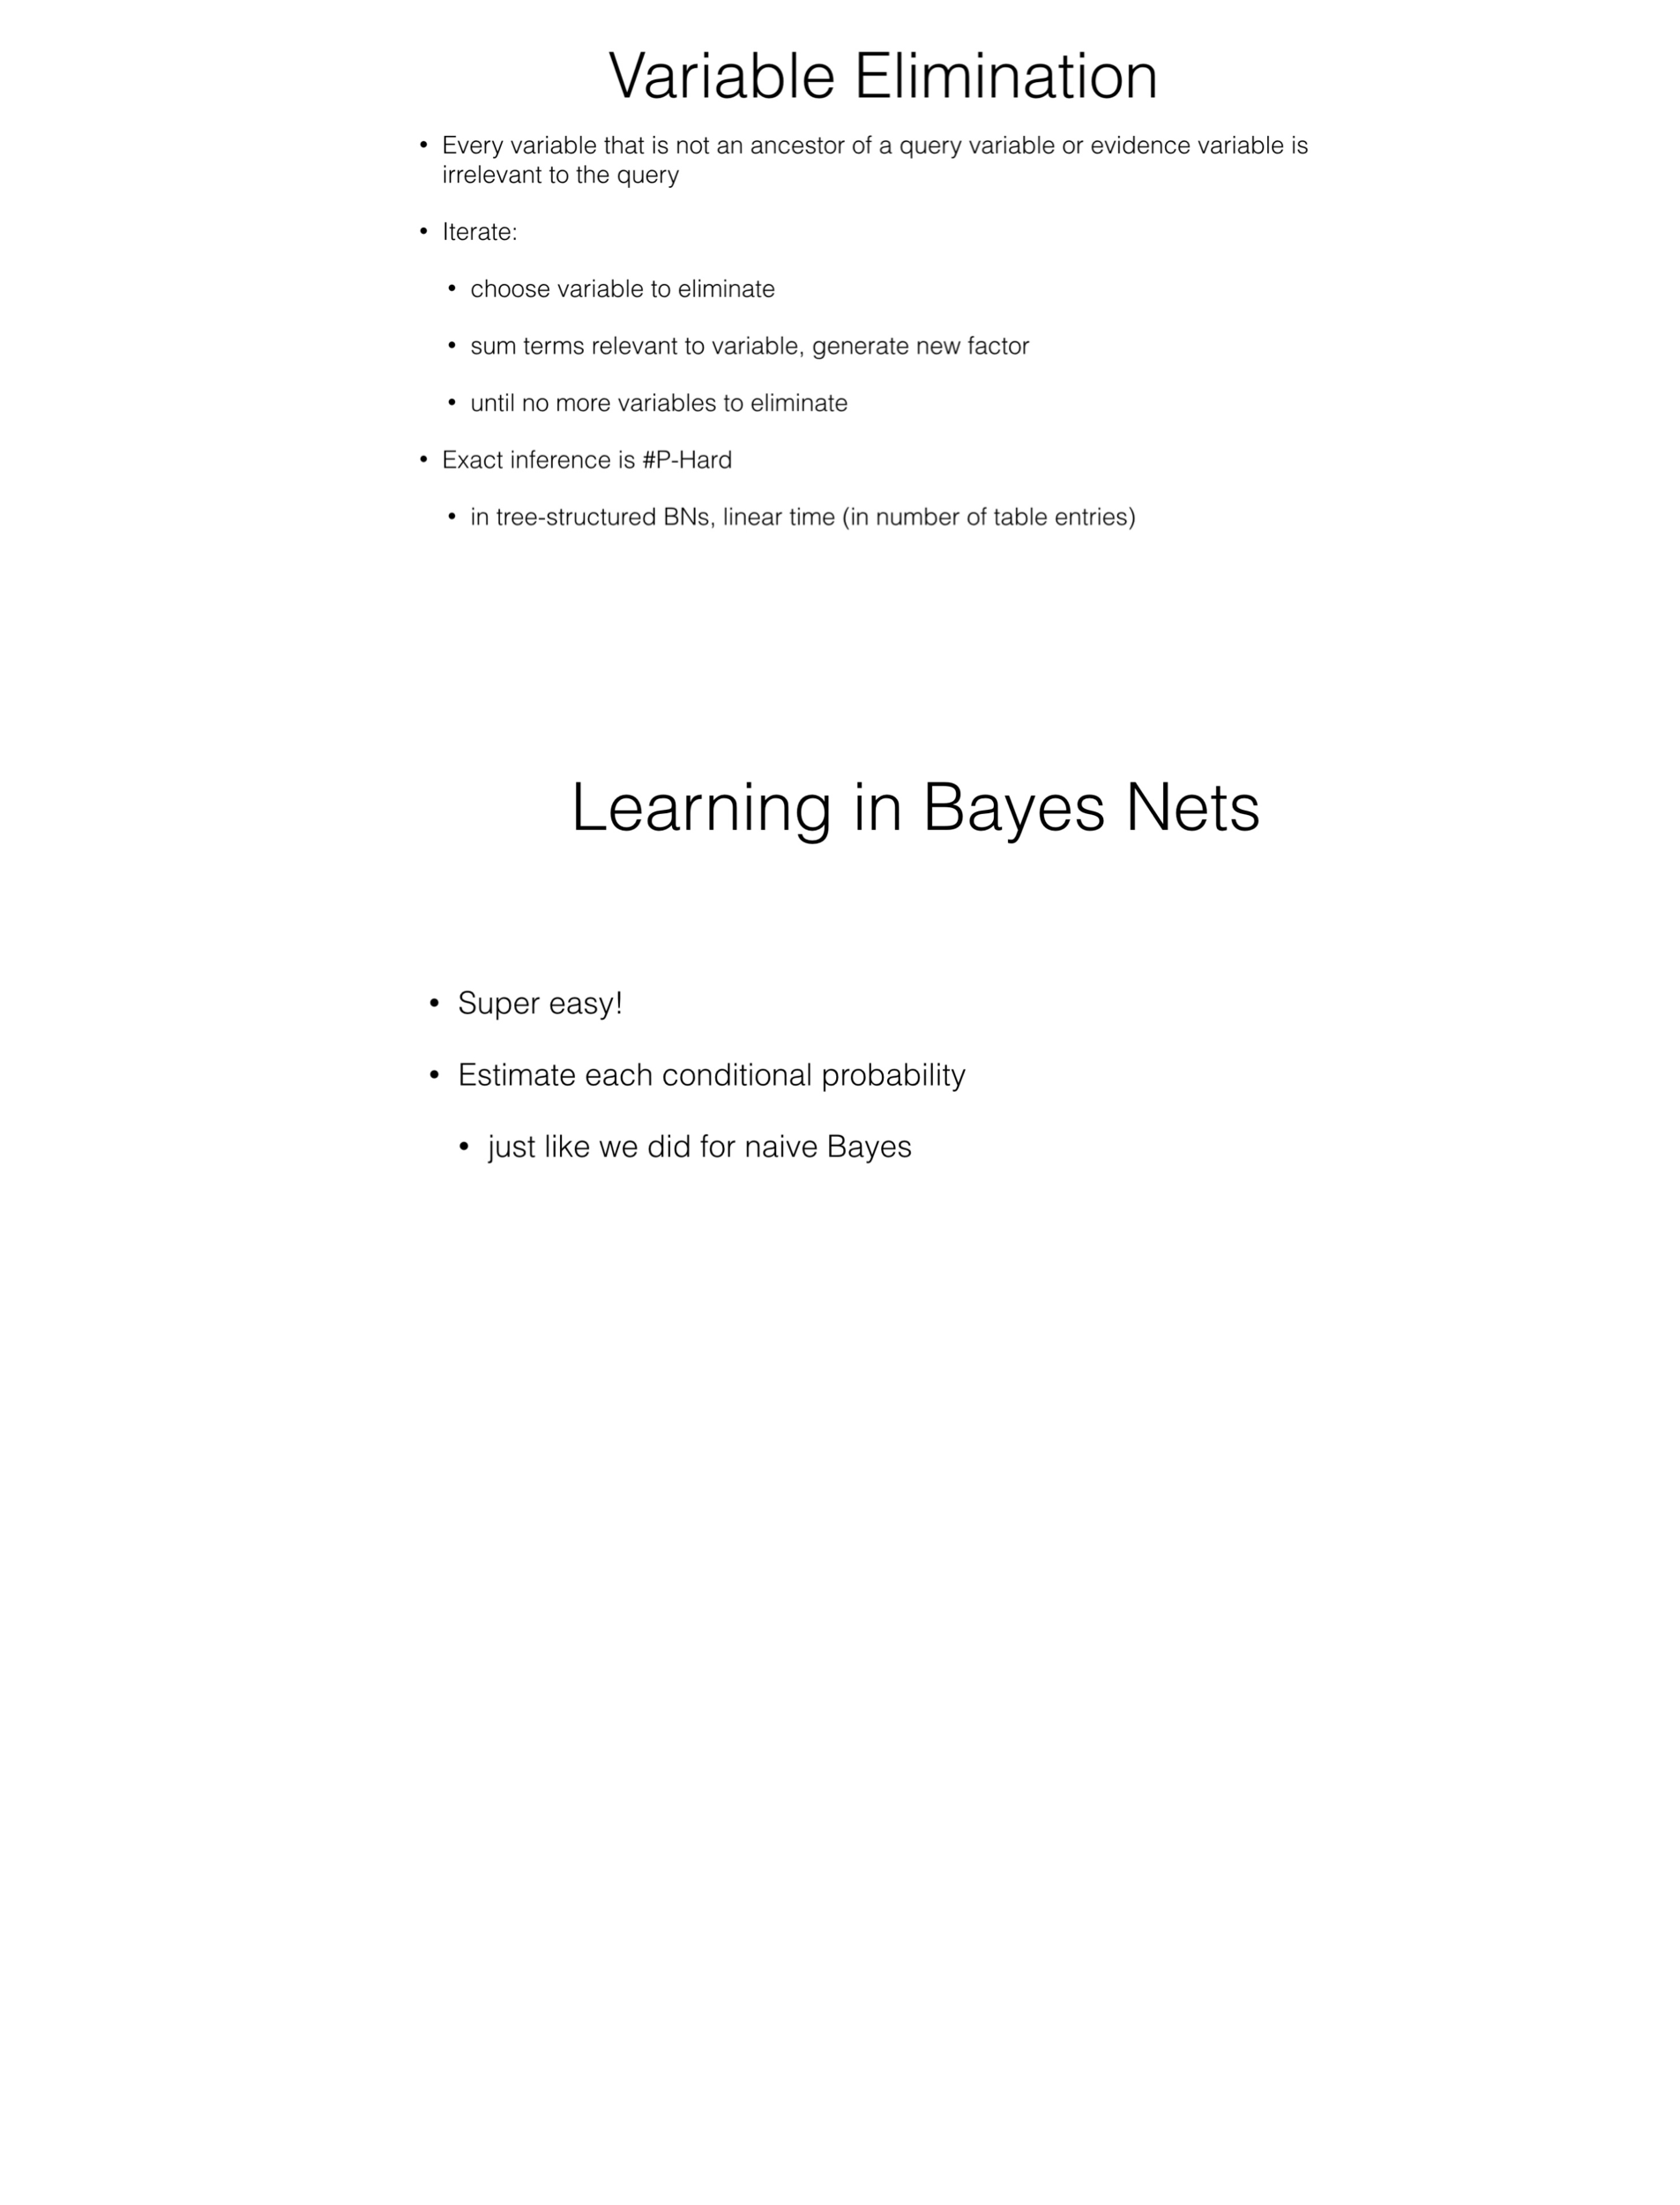 Variable Elimination
• Every variable that is not an ancestor of a query variable or evidence variable is
irrelevant to the query
• Iterate:
• choose variable to eliminate
• sum terms relevant to variable, generate new factor
• until no more variables to eliminate
• Exact inference is #P-Hard
• in tree-structured BNs, linear time (in number of table entries)
Learning in Bayes Nets
• Super easy!
• Estimate each conditional probability
• just like we did for naive Bayes